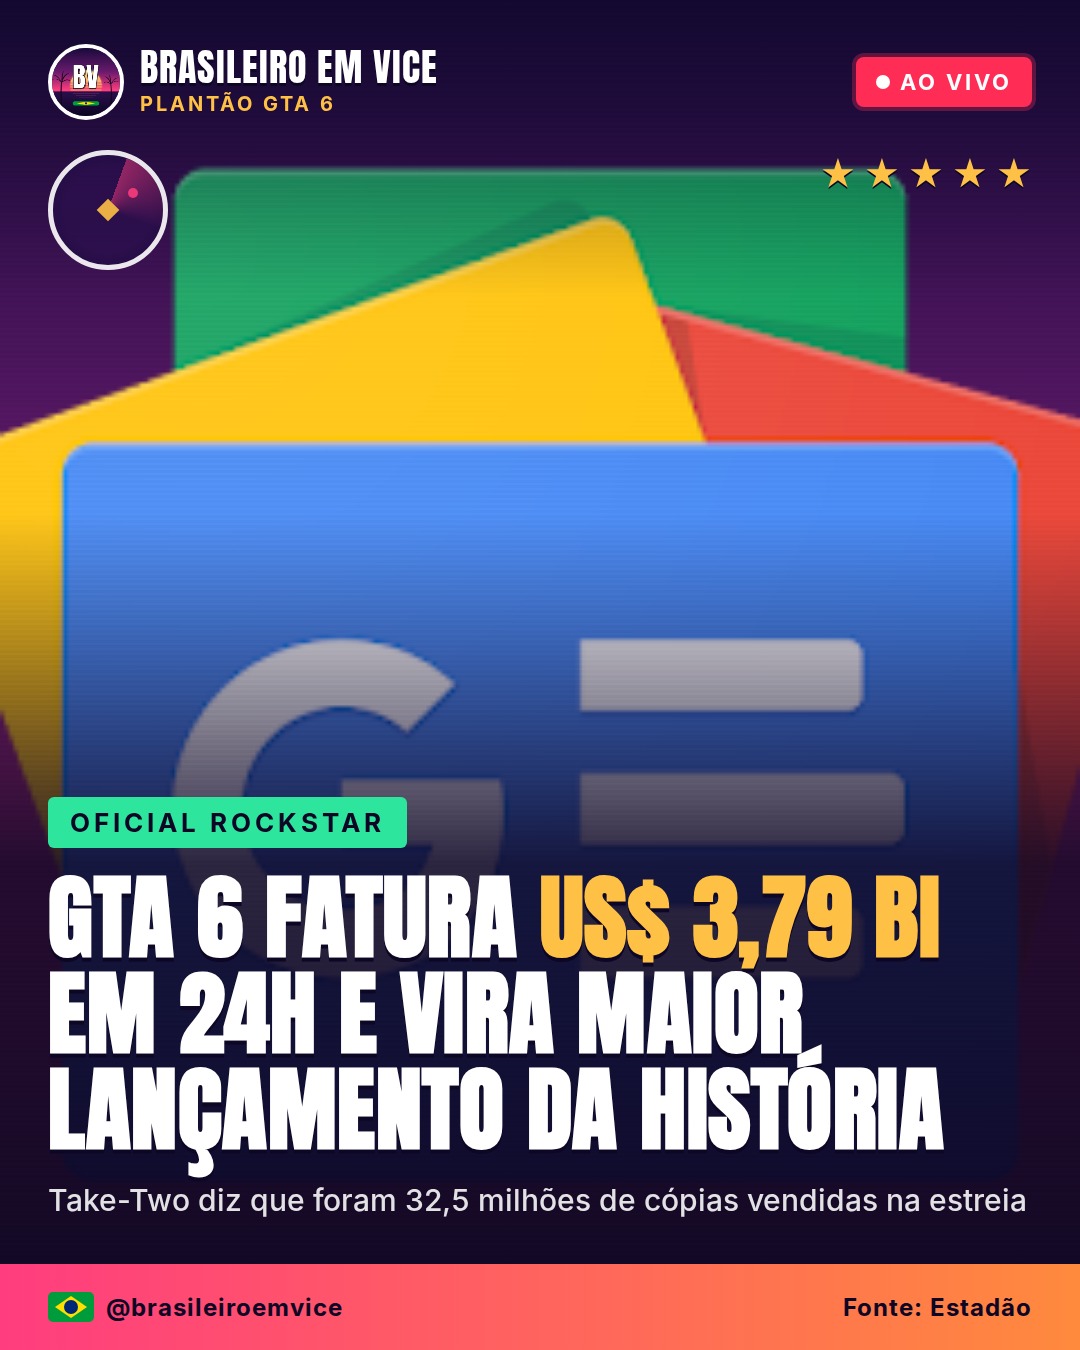 BV
BRASILEIRO EM VICE
PLANTÃO GTA 6
AO VIVO
G
OFICIAL ROCKSTAR
GTA 6 FATURA US$ 3,79 BI
EM 24H E VIRA MAIOR
LANÇAMENTO DA HISTÓRIA
Take-Two diz que foram 32,5 milhões de cópias vendidas na estreia
@brasileiroemvice
Fonte: Estadão